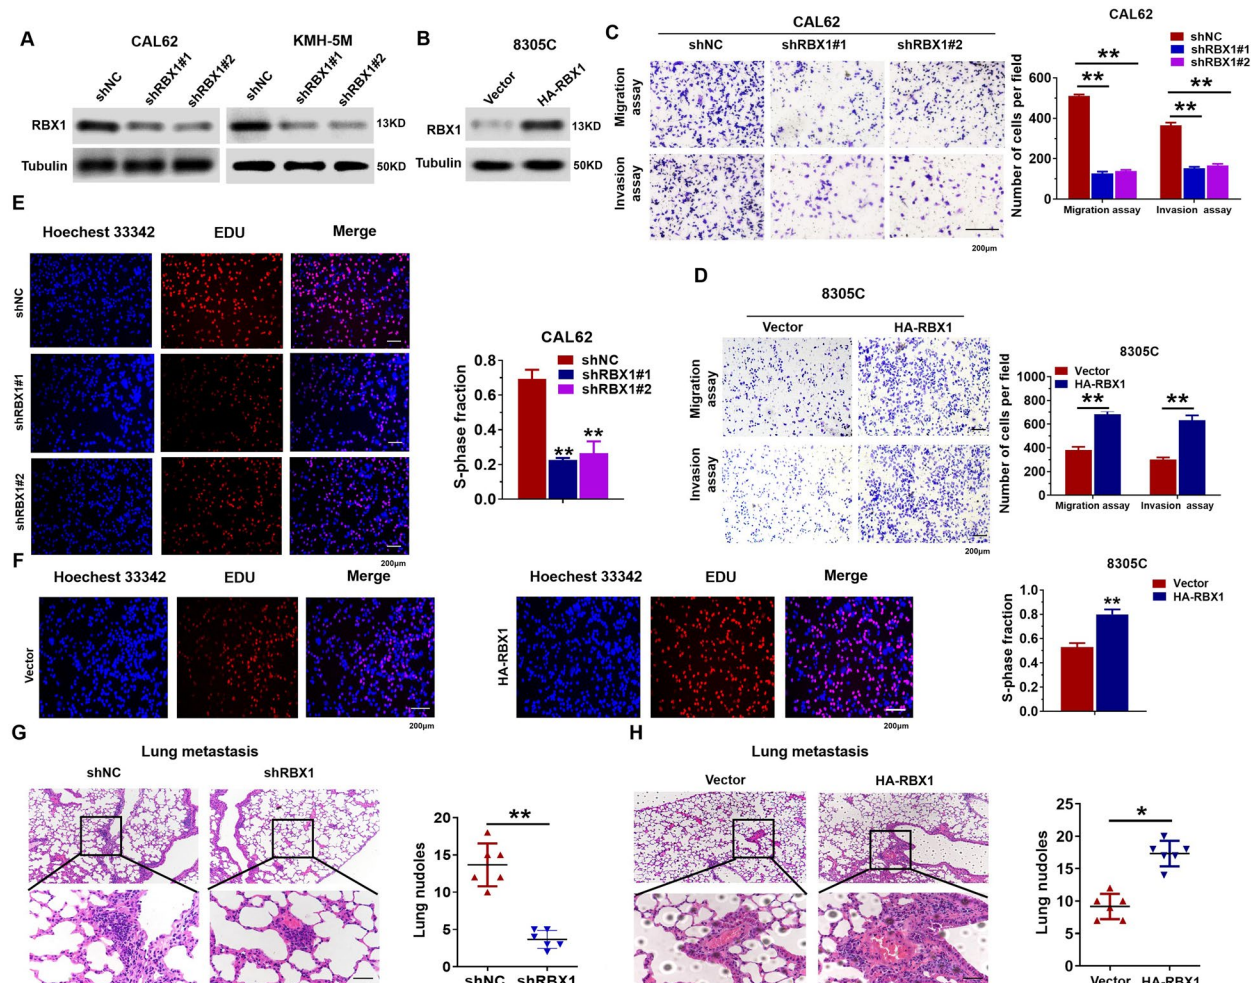 A
CAL62
KMH-5M
shNC
shRBX1#1
shRBX1#2
shNC
shRBX1#1
shRBX1#2
RBX1
13KD
Tubulin
50KD
B
8305C
Vector
HA-RBX1
RBX1
13KD
Tubulin
50KD
C
CAL62
shNC
shRBX1#1
shRBX1#2
Migration
assay
Invasion
assay
200μm
CAL62
shNC
shRBX1#1
shRBX1#2
Number of cells per field
600
400
200
0
**
**
**
**
Migration assay
Invasion assay
D
8305C
Vector
HA-RBX1
Migration
assay
Invasion
assay
200μm
8305C
Vector
HA-RBX1
Number of cells per field
1000
800
600
400
200
0
**
**
Migration assay
Invasion assay
E
Hoechest 33342
EDU
Merge
shNC
shRBX1#1
shRBX1#2
200μm
CAL62
shNC
shRBX1#1
shRBX1#2
S-phase fraction
0.8
0.6
0.4
0.2
0.0
**
**
F
Hoechest 33342
EDU
Merge
Vector
200μm
Hoechest 33342
EDU
Merge
HA-RBX1
200μm
8305C
Vector
HA-RBX1
S-phase fraction
1.0
0.8
0.6
0.4
0.2
0.0
**
G
Lung metastasis
shNC
shRBX1
Lung nudoles
20
15
10
5
0
**
shNC
shRBX1
H
Lung metastasis
Vector
HA-RBX1
Lung nudoles
25
20
15
10
5
0
*
Vector
HA-RBX1